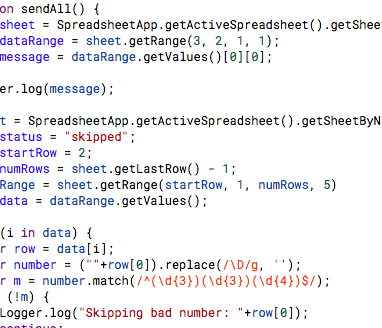 on sendAll() {
sheet = SpreadsheetApp.getActiveSpreadsheet().getShee
dataRange = sheet.getRange(3, 2, 1, 1);
message = dataRange.getValues()[0][0];
er.log(message);
t = SpreadsheetApp.getActiveSpreadsheet().getSheetByN
status = "skipped";
startRow = 2;
numRows = sheet.getLastRow() - 1;
Range = sheet.getRange(startRow, 1, numRows, 5)
data = dataRange.getValues();
(i in data) {
r row = data[i];
r number = (""+row[0]).replace(/\D/g, '');
r m = number.match(/^(\d{3})(\d{3})(\d{4})$/);
(!m) {
Logger.log("Skipping bad number: "+row[0]);
continue;